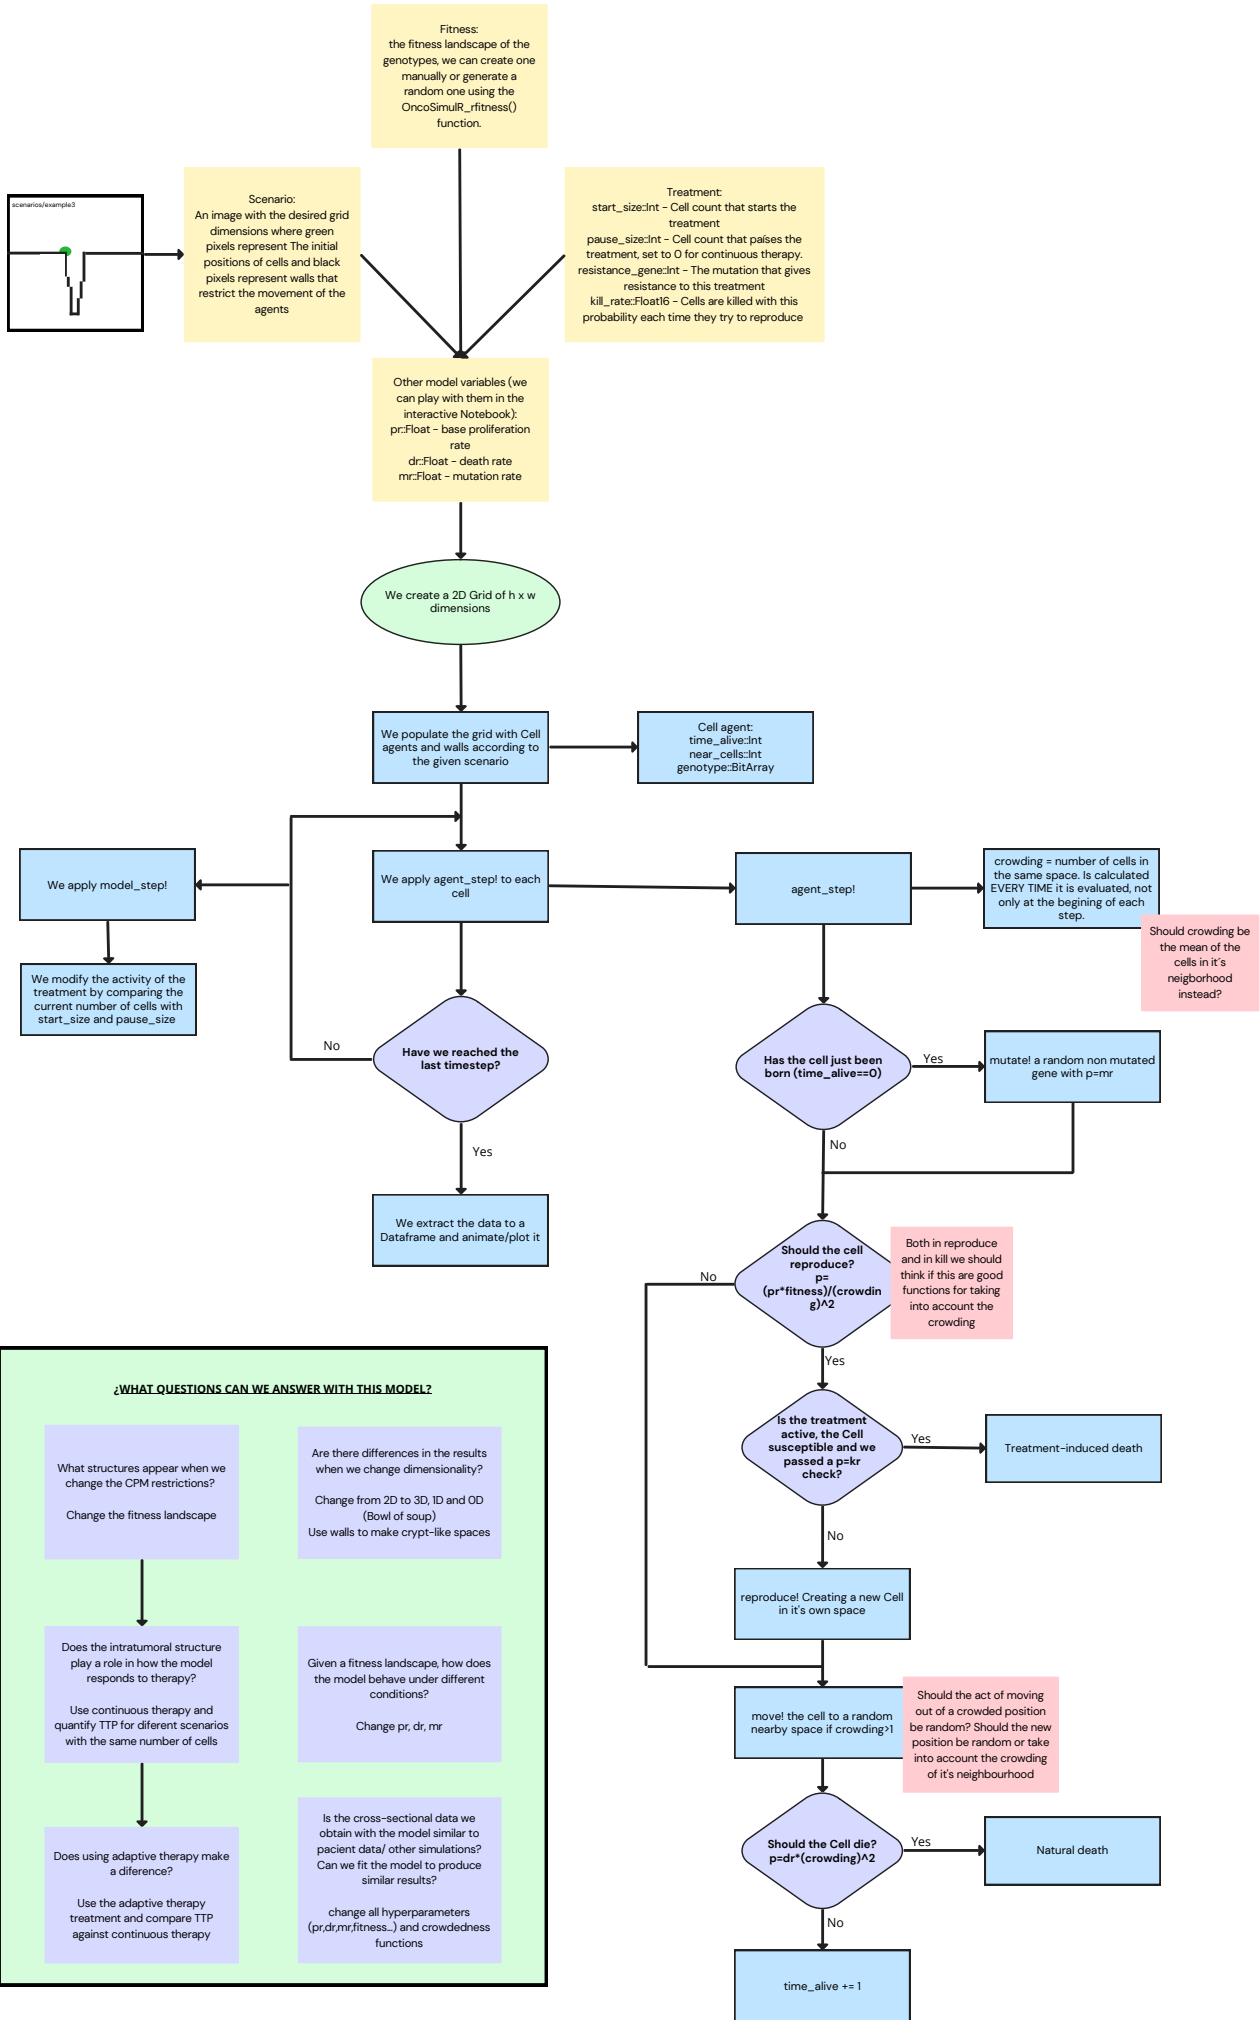 Fitness:
the fitness landscape of the
genotypes, we can create one
manually or generate a
random one using the
OncoSimulR_rfitness()
function.
scenarios/example3
Scenario:
An image with the desired grid
dimensions where green
pixels represent The initial
positions of cells and black
pixels represent walls that
restrict the movement of the
agents
Treatment:
start_size::Int - Cell count that starts the
treatment
pause_size::Int - Cell count that países the
treatment, set to 0 for continuous therapy.
resistance_gene::Int - The mutation that gives
resistance to this treatment
kill_rate::Float16 - Cells are killed with this
probability each time they try to reproduce
Other model variables (we
can play with them in the
interactive Notebook):
pr::Float - base proliferation
rate
dr::Float - death rate
mr::Float - mutation rate
We create a 2D Grid of h x w
dimensions
We populate the grid with Cell
agents and walls according to
the given scenario
Cell agent:
time_alive::Int
near_cells::Int
genotype::BitArray
We apply model_step!
We apply agent_step! to each
cell
agent_step!
crowding = number of cells in
the same space. Is calculated
EVERY TIME it is evaluated, not
only at the begining of each
step.
Should crowding be
the mean of the
cells in it´s
neigborhood
instead?
We modify the activity of the
treatment by comparing the
current number of cells with
start_size and pause_size
No
Have we reached the
last timestep?
Yes
We extract the data to a
Dataframe and animate/plot it
Has the cell just been
born (time_alive==0)
Yes
mutate! a random non mutated
gene with p=mr
No
Should the cell
reproduce?
p=
(pr*fitness)/(crowdin
g)^2
No
Both in reproduce
and in kill we should
think if this are good
functions for taking
into account the
crowding
Yes
Is the treatment
active, the Cell
susceptible and we
passed a p=kr
check?
Yes
Treatment-induced death
No
reproduce! Creating a new Cell
in it's own space
move! the cell to a random
nearby space if crowding>1
Should the act of moving
out of a crowded position
be random? Should the new
position be random or take
into account the crowding
of it's neighbourhood
Should the Cell die?
p=dr*(crowding)^2
Yes
Natural death
No
time_alive += 1
¿WHAT QUESTIONS CAN WE ANSWER WITH THIS MODEL?
What structures appear when we
change the CPM restrictions?
Change the fitness landscape
Are there differences in the results
when we change dimensionality?
Change from 2D to 3D, 1D and 0D
(Bowl of soup)
Use walls to make crypt-like spaces
Does the intratumoral structure
play a role in how the model
responds to therapy?
Use continuous therapy and
quantify TTP for diferent scenarios
with the same number of cells
Given a fitness landscape, how does
the model behave under different
conditions?
Change pr, dr, mr
Does using adaptive therapy make
a diference?
Use the adaptive therapy
treatment and compare TTP
against continuous therapy
Is the cross-sectional data we
obtain with the model similar to
pacient data/ other simulations?
Can we fit the model to produce
similar results?
change all hyperparameters
(pr,dr,mr,fitness...) and crowdedness
functions